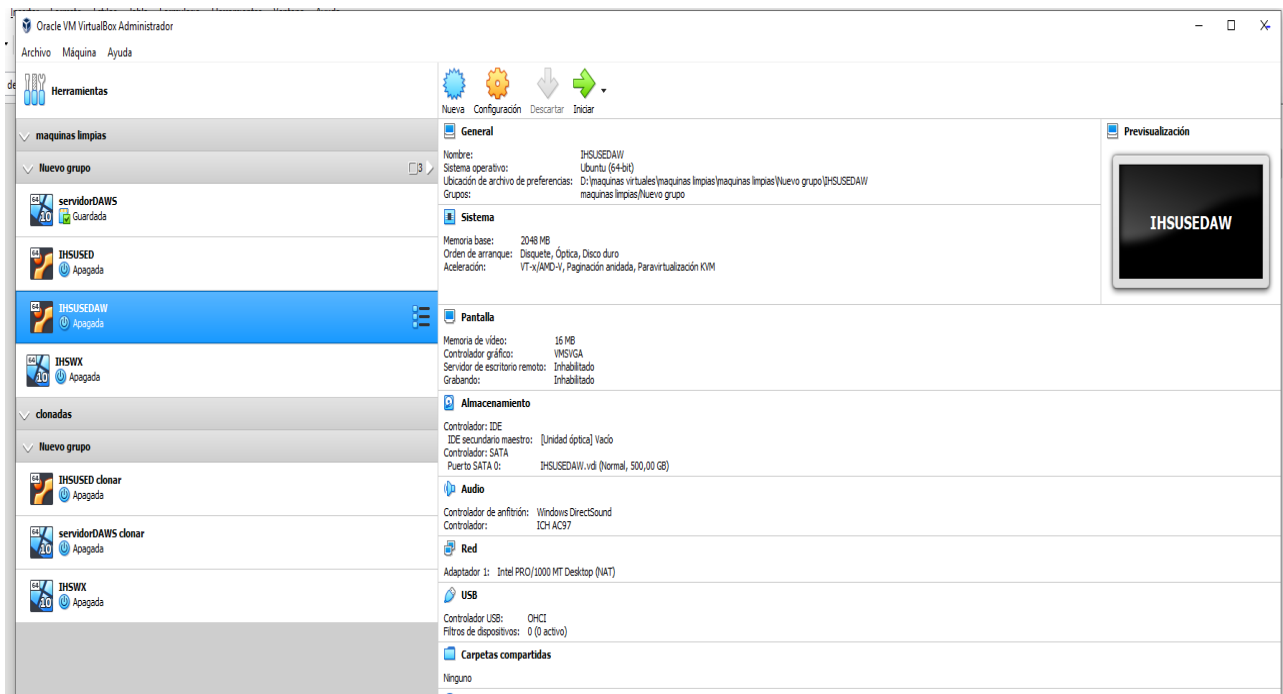 Oracle VM VirtualBox Administrador
Archivo Máquina Ayuda
de
Herramientas
Nueva Configuración Descartar Iniciar
maquinas limpias
Nuevo grupo 3
servidorDAWS
Guardada
IHSUSED
Apagada
IHSUSEDAW
Apagada
IHSWX
Apagada
clonadas
Nuevo grupo
IHSUSED clonar
Apagada
servidorDAWS clonar
Apagada
IHSWX
Apagada
General
Nombre: IHSUSEDAW
Sistema operativo: Ubuntu (64-bit)
Ubicación de archivo de preferencias: D:\maquinas virtuales\maquinas limpias\maquinas limpias\Nuevo grupo\IHSUSEDAW
Grupos: maquinas limpias/Nuevo grupo
Sistema
Memoria base: 2048 MB
Orden de arranque: Disquete, Óptica, Disco duro
Aceleración: VT-x/AMD-V, Paginación anidada, Paravirtualización KVM
Previsualización
IHSUSEDAW
Pantalla
Memoria de vídeo: 16 MB
Controlador gráfico: VMSVGA
Servidor de escritorio remoto: Inhabilitado
Grabando: Inhabilitado
Almacenamiento
Controlador: IDE
IDE secundario maestro: [Unidad óptica] Vacío
Controlador: SATA
Puerto SATA 0: IHSUSEDAW.vdi (Normal, 500,00 GB)
Audio
Controlador de anfitrión: Windows DirectSound
Controlador: ICH AC97
Red
Adaptador 1: Intel PRO/1000 MT Desktop (NAT)
USB
Controlador USB: OHCI
Filtros de dispositivos: 0 (0 activo)
Carpetas compartidas
Ninguno